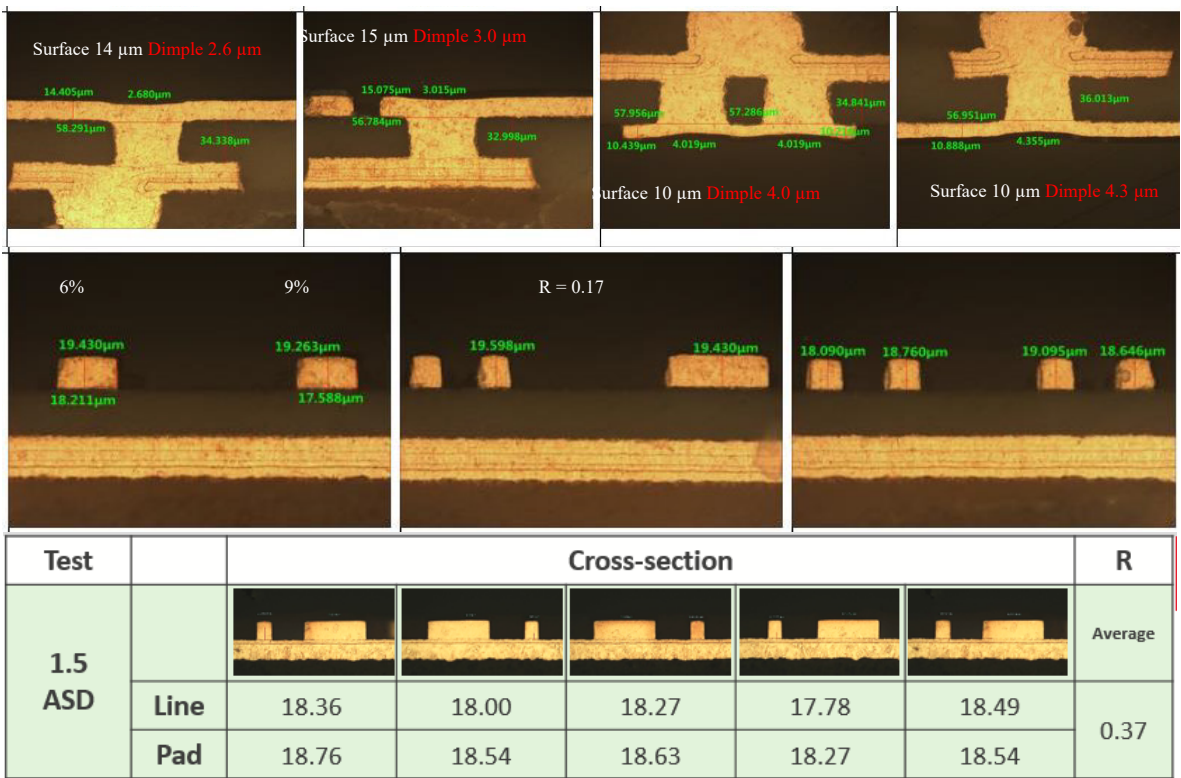 Surface 14 µm Dimple 2.6 µm
14.405µm 2.680µm
58.291µm
34.338µm
Surface 15 µm Dimple 3.0 µm
15.075µm 3.015µm
56.784µm
32.998µm
57.956µm 57.286µm 34.841µm
10.439µm 4.019µm 4.019µm
Surface 10 µm Dimple 4.0 µm
36.013µm
56.951µm
10.888µm 4.355µm
Surface 10 µm Dimple 4.3 µm
6% 9%
19.430µm 19.263µm
18.211µm 17.588µm
R = 0.17
19.598µm 19.430µm
18.090µm 18.760µm 19.095µm 18.646µm
Test Cross-section R
1.5 ASD Average
Line 18.36 18.00 18.27 17.78 18.49 0.37
Pad 18.76 18.54 18.63 18.27 18.54